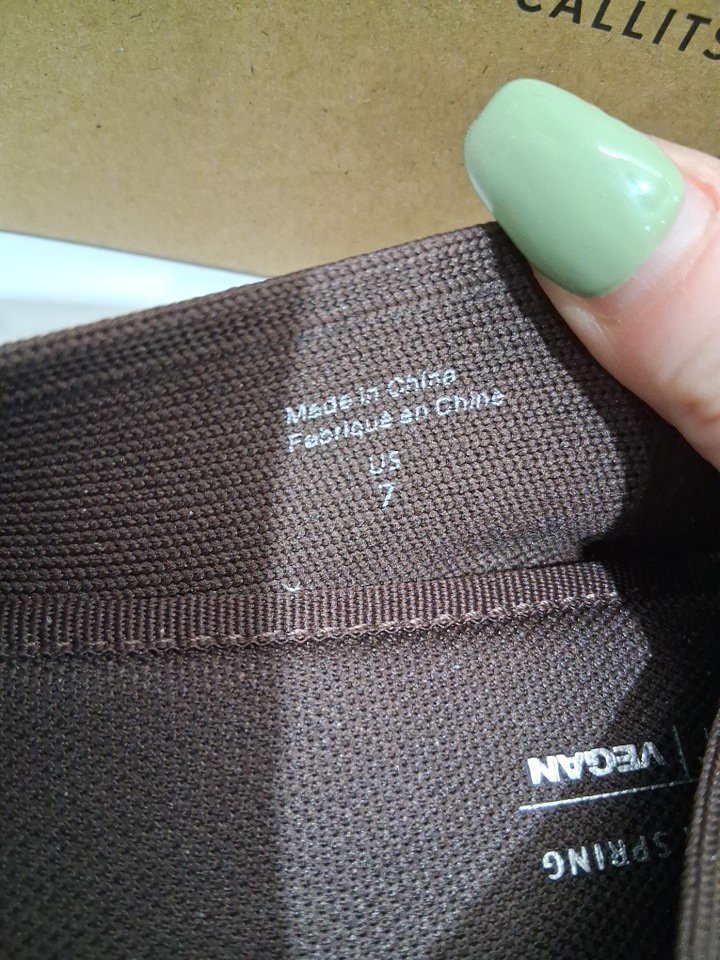 CALLITS
Made in China
Fabriqué en Chine
US
7
VEGAN
SPRING